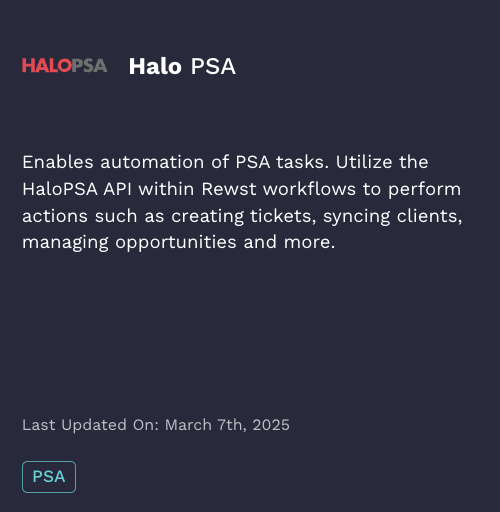 HALOPSA Halo PSA
Enables automation of PSA tasks. Utilize the
HaloPSA API within Rewst workflows to perform
actions such as creating tickets, syncing clients,
managing opportunities and more.
Last Updated On: March 7th, 2025
PSA